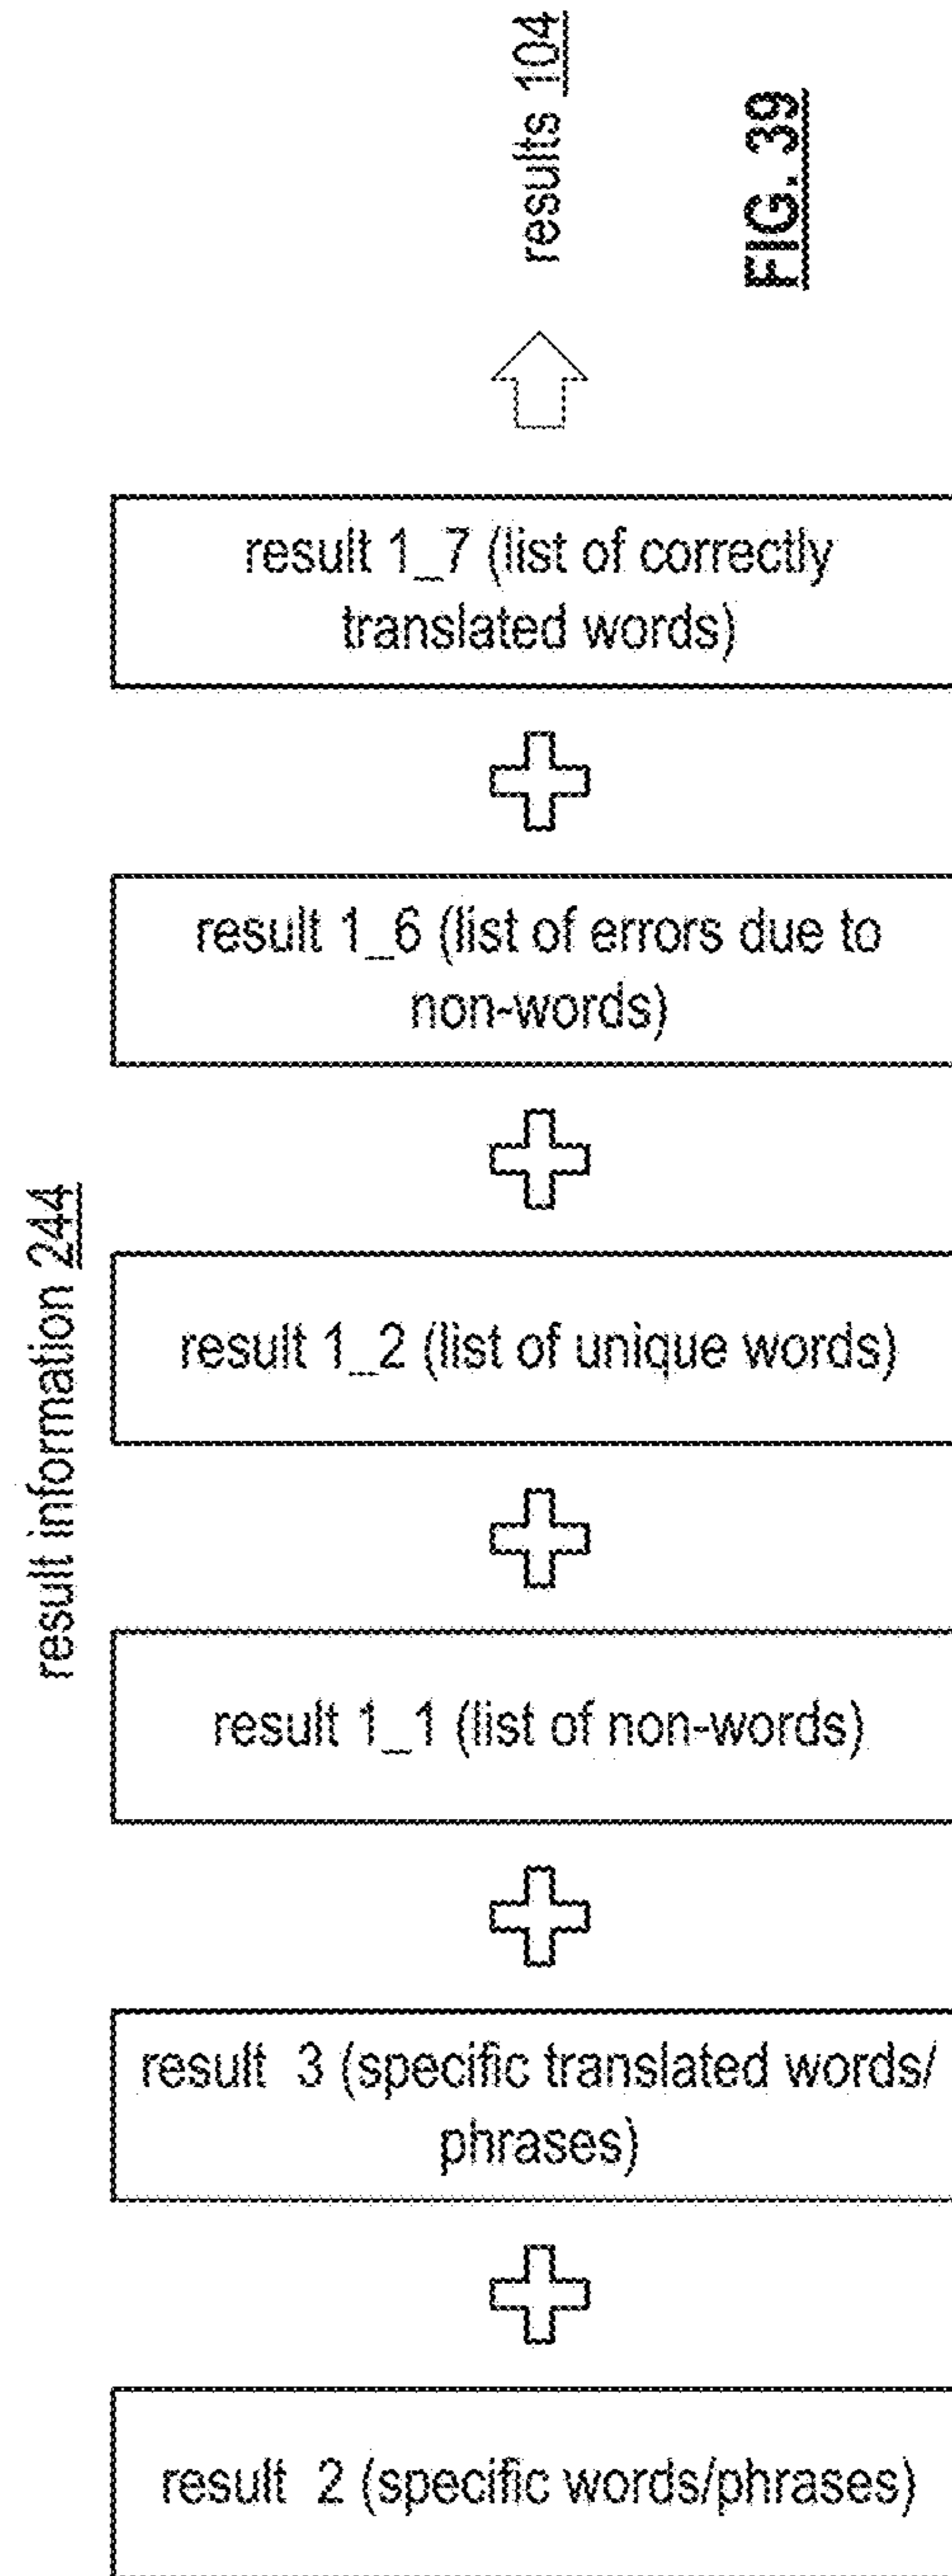 results 104
FIG. 39
result 1_7 (list of correctly
translated words)
result 1_6 (list of errors due to
non-words)
result information 244
result 1_2 (list of unique words)
result 1_1 (list of non-words)
result 3 (specific translated words/
phrases)
result 2 (specific words/phrases)